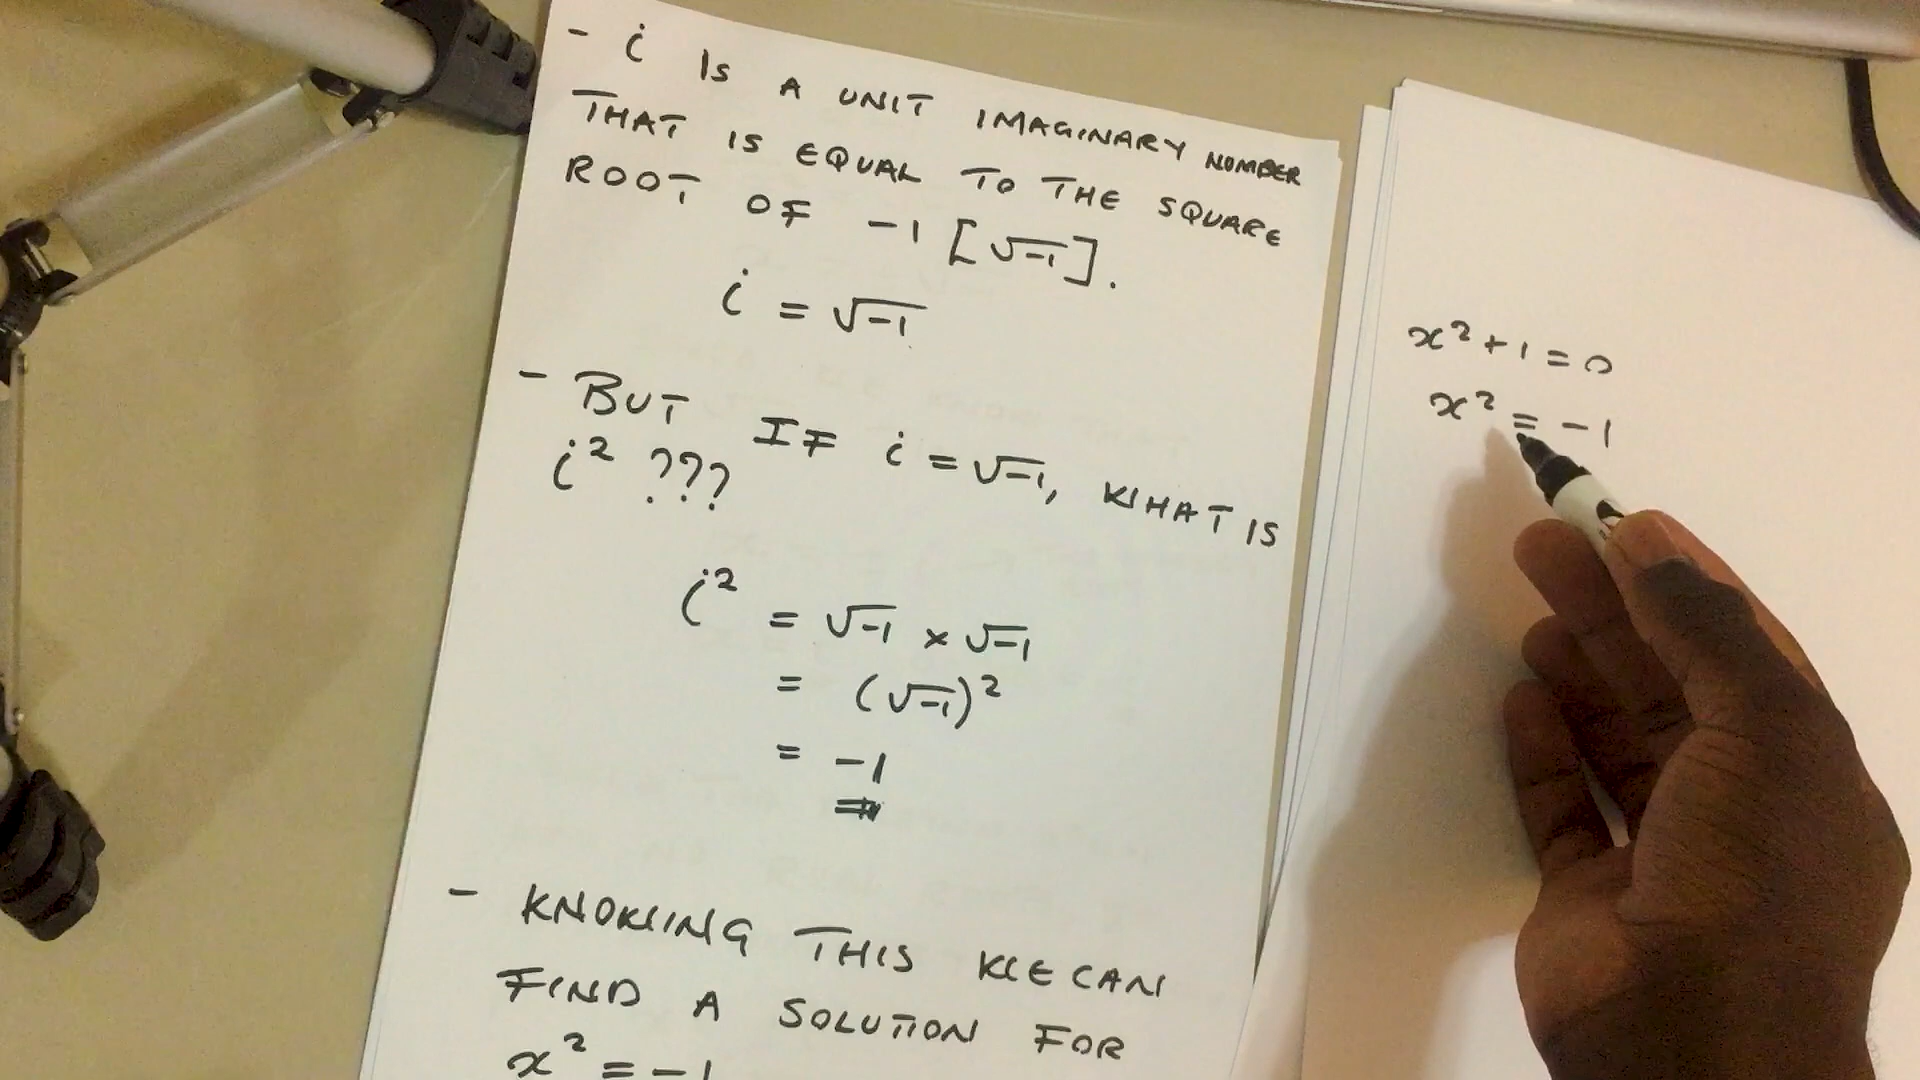 - i IS A UNIT IMAGINARY NUMBER
THAT IS EQUAL TO THE SQUARE
ROOT OF -1 [√-1].
i = √-1
- BUT IF i = √-1, WHAT IS
i² ???
i² = √-1 × √-1
= (√-1)²
= -1
- KNOWING THIS WE CAN
FIND A SOLUTION FOR
x² = -1
x² + 1 = 0
x² = -1